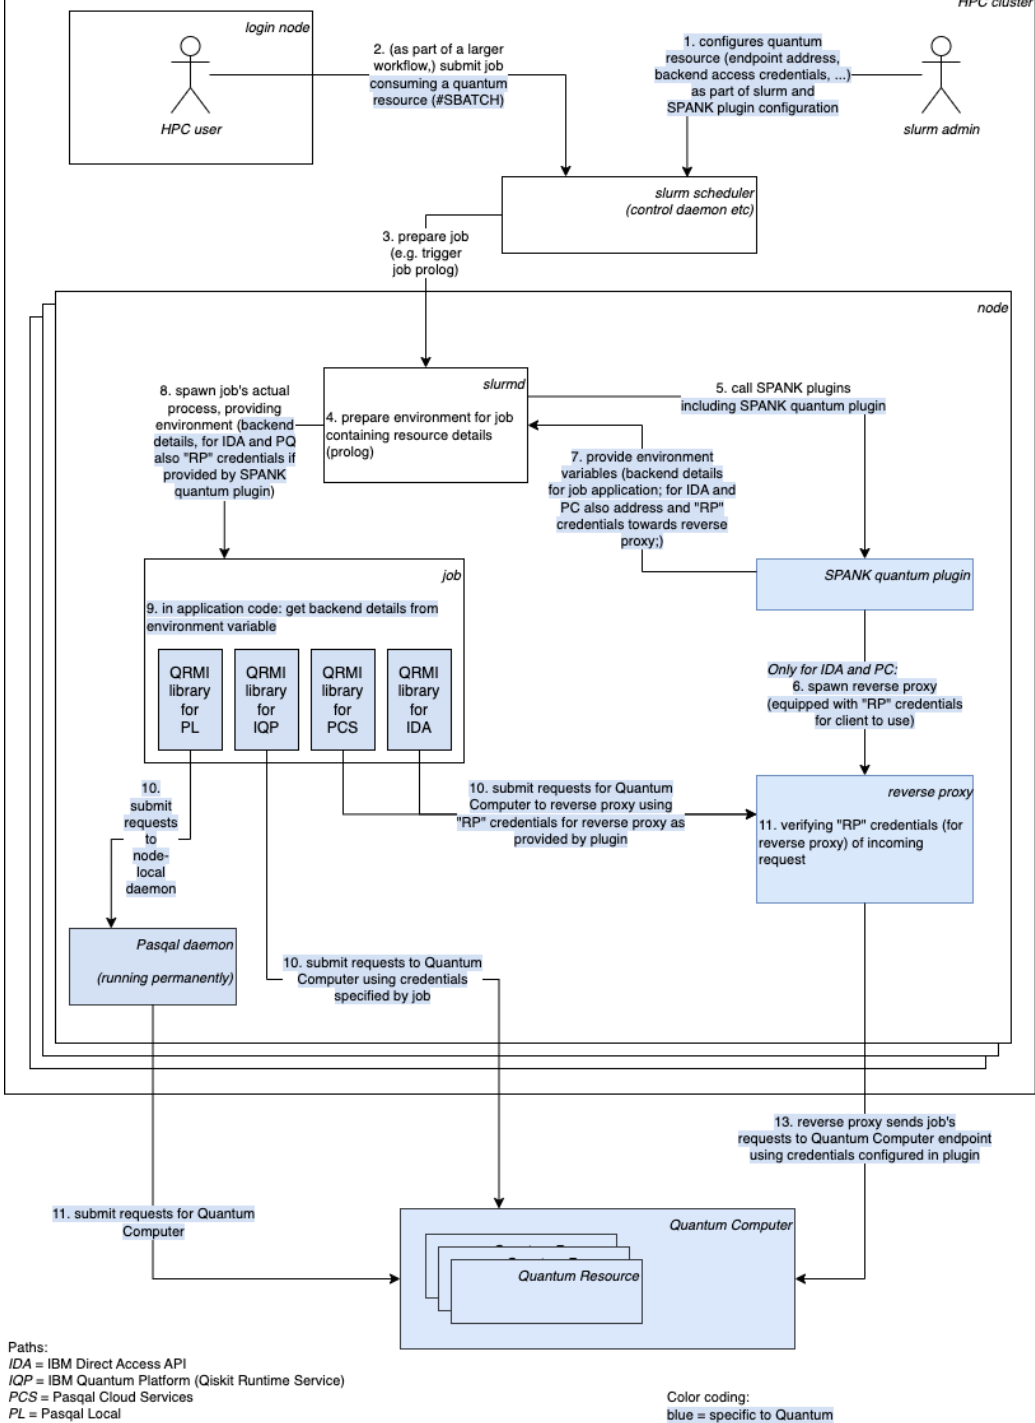 HPC cluster
login node
HPC user
2. (as part of a larger
workflow,) submit job
consuming a quantum
resource (#SBATCH)
1. configures quantum
resource (endpoint address,
backend access credentials, ...)
as part of slurm and
SPANK plugin configuration
slurm admin
slurm scheduler
(control daemon etc)
3. prepare job
(e.g. trigger
job prolog)
node
slurmd
4. prepare environment for job
containing resource details
(prolog)
5. call SPANK plugins
including SPANK quantum plugin
8. spawn job's actual
process, providing
environment (backend
details, for IDA and PQ
also "RP" credentials if
provided by SPANK
quantum plugin)
7. provide environment
variables (backend details
for job application; for IDA and
PC also address and "RP"
credentials towards reverse
proxy;)
SPANK quantum plugin
job
9. in application code: get backend details from
environment variable
QRMI
library
for
PL
QRMI
library
for
IQP
QRMI
library
for
PCS
QRMI
library
for
IDA
Only for IDA and PC:
6. spawn reverse proxy
(equipped with "RP" credentials
for client to use)
10.
submit
requests
to
node-
local
daemon
10. submit requests for Quantum
Computer to reverse proxy using
"RP" credentials for reverse proxy as
provided by plugin
reverse proxy
11. verifying "RP" credentials (for
reverse proxy) of incoming
request
Pasqal daemon
(running permanently)
10. submit requests to Quantum
Computer using credentials
specified by job
13. reverse proxy sends job's
requests to Quantum Computer endpoint
using credentials configured in plugin
11. submit requests for Quantum
Computer
Quantum Computer
Quantum Resource
Paths:
IDA = IBM Direct Access API
IQP = IBM Quantum Platform (Qiskit Runtime Service)
PCS = Pasqal Cloud Services
PL = Pasqal Local
Color coding:
blue = specific to Quantum